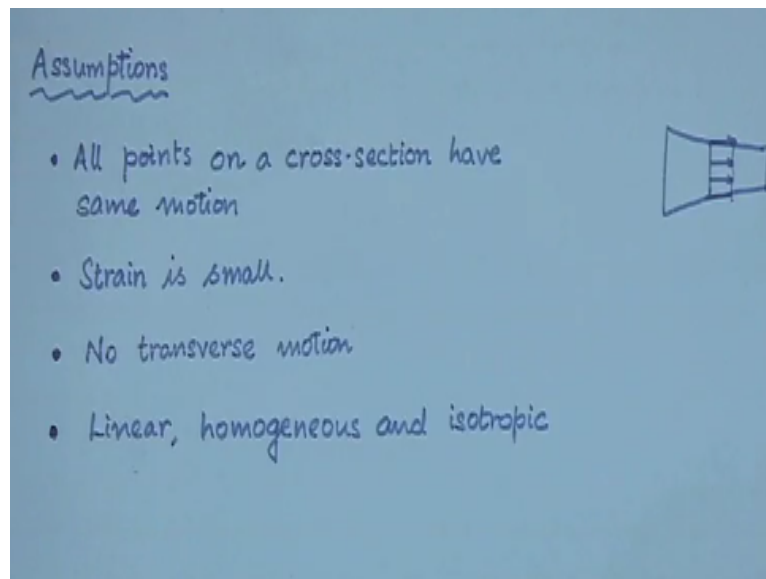 Assumptions
• All points on a cross-section have
same motion
• Strain is small.
• No transverse motion
• Linear, homogeneous and isotropic